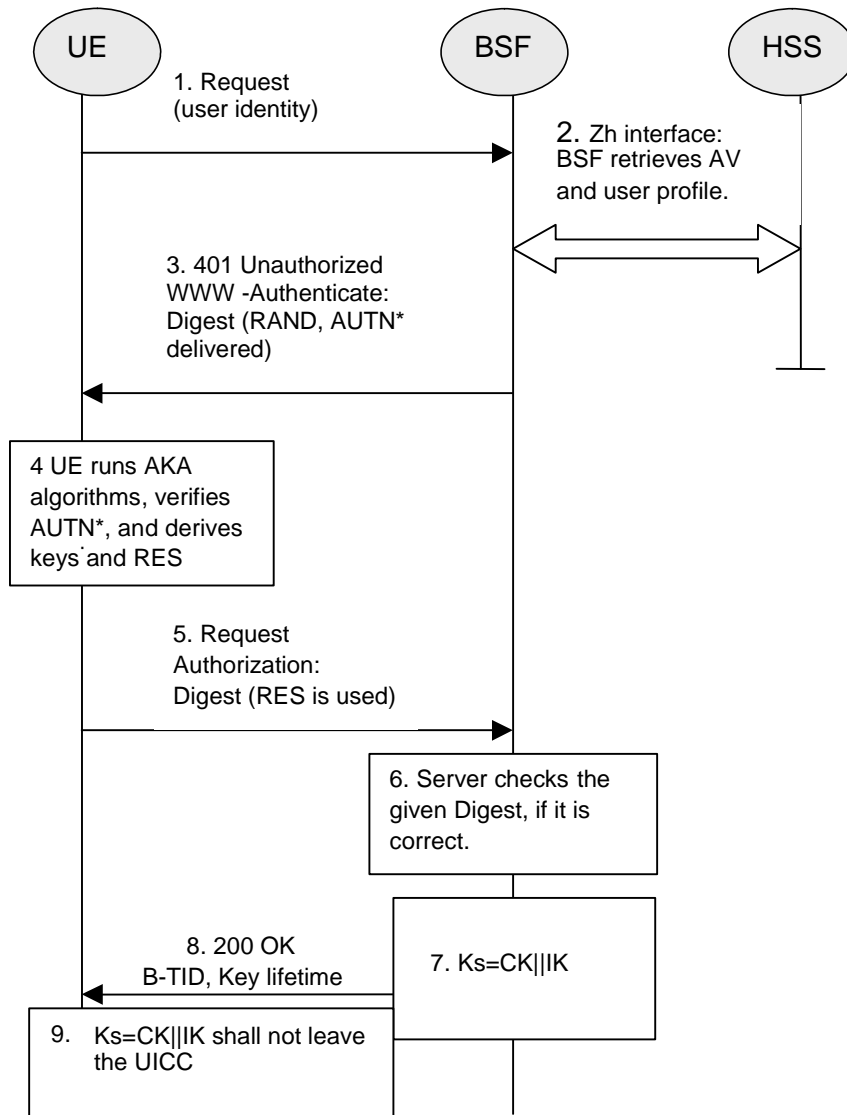 UE
BSF
HSS
1. Request
(user identity)
2. Zh interface:
BSF retrieves AV
and user profile.
3. 401 Unauthorized
WWW -Authenticate:
Digest (RAND, AUTN*
delivered)
4 UE runs AKA
algorithms, verifies
AUTN*, and derives
keys and RES
5. Request
Authorization:
Digest (RES is used)
6. Server checks the
given Digest, if it is
correct.
7. Ks=CK||IK
8. 200 OK
B-TID, Key lifetime
9. Ks=CK||IK shall not leave
the UICC